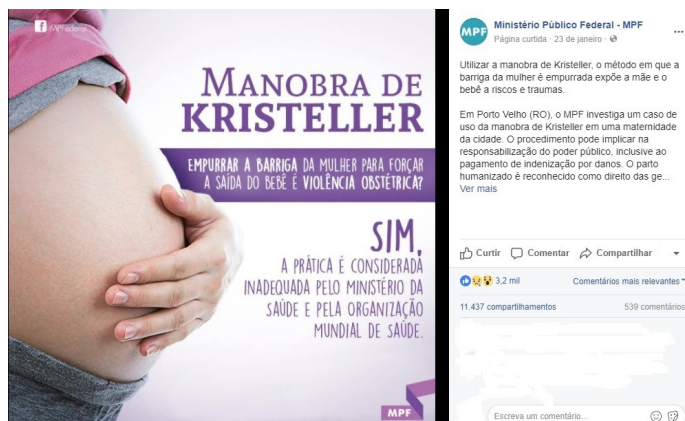 f MPFederal
MANOBRA DE
KRISTELLER
EMPURRAR A BARRIGA DA MULHER PARA FORÇAR
A SAÍDA DO BEBÊ É VIOLÊNCIA OBSTÉTRICA?
SIM,
A PRÁTICA É CONSIDERADA
INADEQUADA PELO MINISTÉRIO DA
SAÚDE E PELA ORGANIZAÇÃO
MUNDIAL DE SAÚDE.
MPF
MPF
Ministério Público Federal - MPF
Página curtida · 23 de janeiro ·
Utilizar a manobra de Kristeller, o método em que a
barriga da mulher é empurrada expõe a mãe e o
bebê a riscos e traumas.
Em Porto Velho (RO), o MPF investiga um caso de
uso da manobra de Kristeller em uma maternidade
da cidade. O procedimento pode implicar na
responsabilização do poder público, inclusive ao
pagamento de indenização por danos. O parto
humanizado é reconhecido como direito das ge...
Ver mais
Curtir Comentar Compartilhar
3,2 mil Comentários mais relevantes
11.437 compartilhamentos 539 comentários
Escreva um comentário...